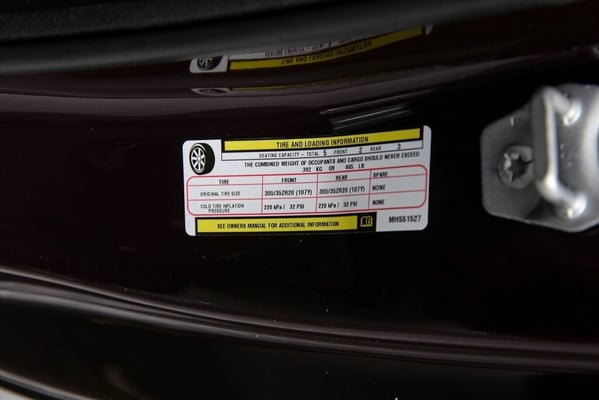 TIRE AND LOADING INFORMATION
SEATING CAPACITY - TOTAL 5 FRONT 2 REAR 3
THE COMBINED WEIGHT OF OCCUPANTS AND CARGO SHOULD NEVER EXCEED
392 KG OR 865 LB
TIRE FRONT REAR SPARE
ORIGINAL TIRE SIZE 305/35ZR20 (107Y) 305/35ZR20 (107Y) NONE
COLD TIRE INFLATION PRESSURE 220 kPa / 32 PSI 220 kPa / 32 PSI NONE
SEE OWNERS MANUAL FOR ADDITIONAL INFORMATION
MH551527